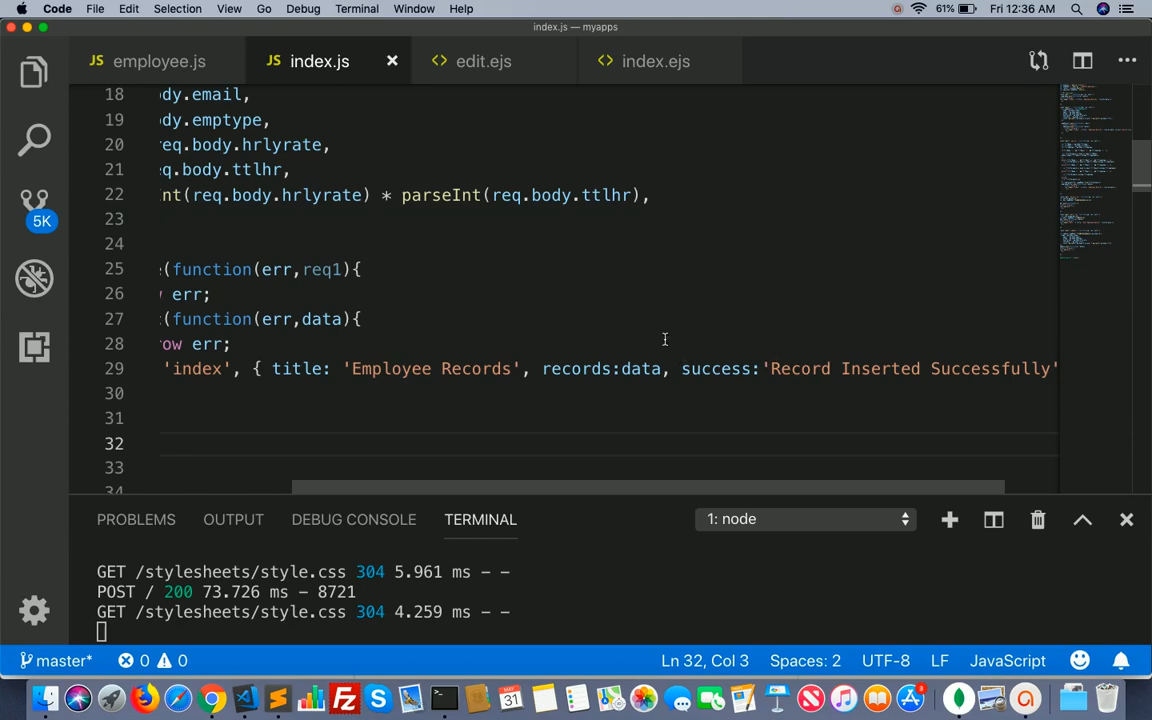 Code File Edit Selection View Go Debug Terminal Window Help 61% Fri 12:36 AM
index.js — myapps
JS employee.js JS index.js <> edit.ejs <> index.ejs
18 dy.email,
19 dy.emptype,
20 req.body.hrlyrate,
21 q.body.ttlhr,
22 nt(req.body.hrlyrate) * parseInt(req.body.ttlhr),
23
24
25 (function(err,req1){
26 err;
27 (function(err,data){
28 ow err;
29 'index', { title: 'Employee Records', records:data, success:'Record Inserted Successfully'
30
31
32
33
34
5K
PROBLEMS OUTPUT DEBUG CONSOLE TERMINAL 1: node
GET /stylesheets/style.css 304 5.961 ms - -
POST / 200 73.726 ms - 8721
GET /stylesheets/style.css 304 4.259 ms - -
master* 0 0 Ln 32, Col 3 Spaces: 2 UTF-8 LF JavaScript
31